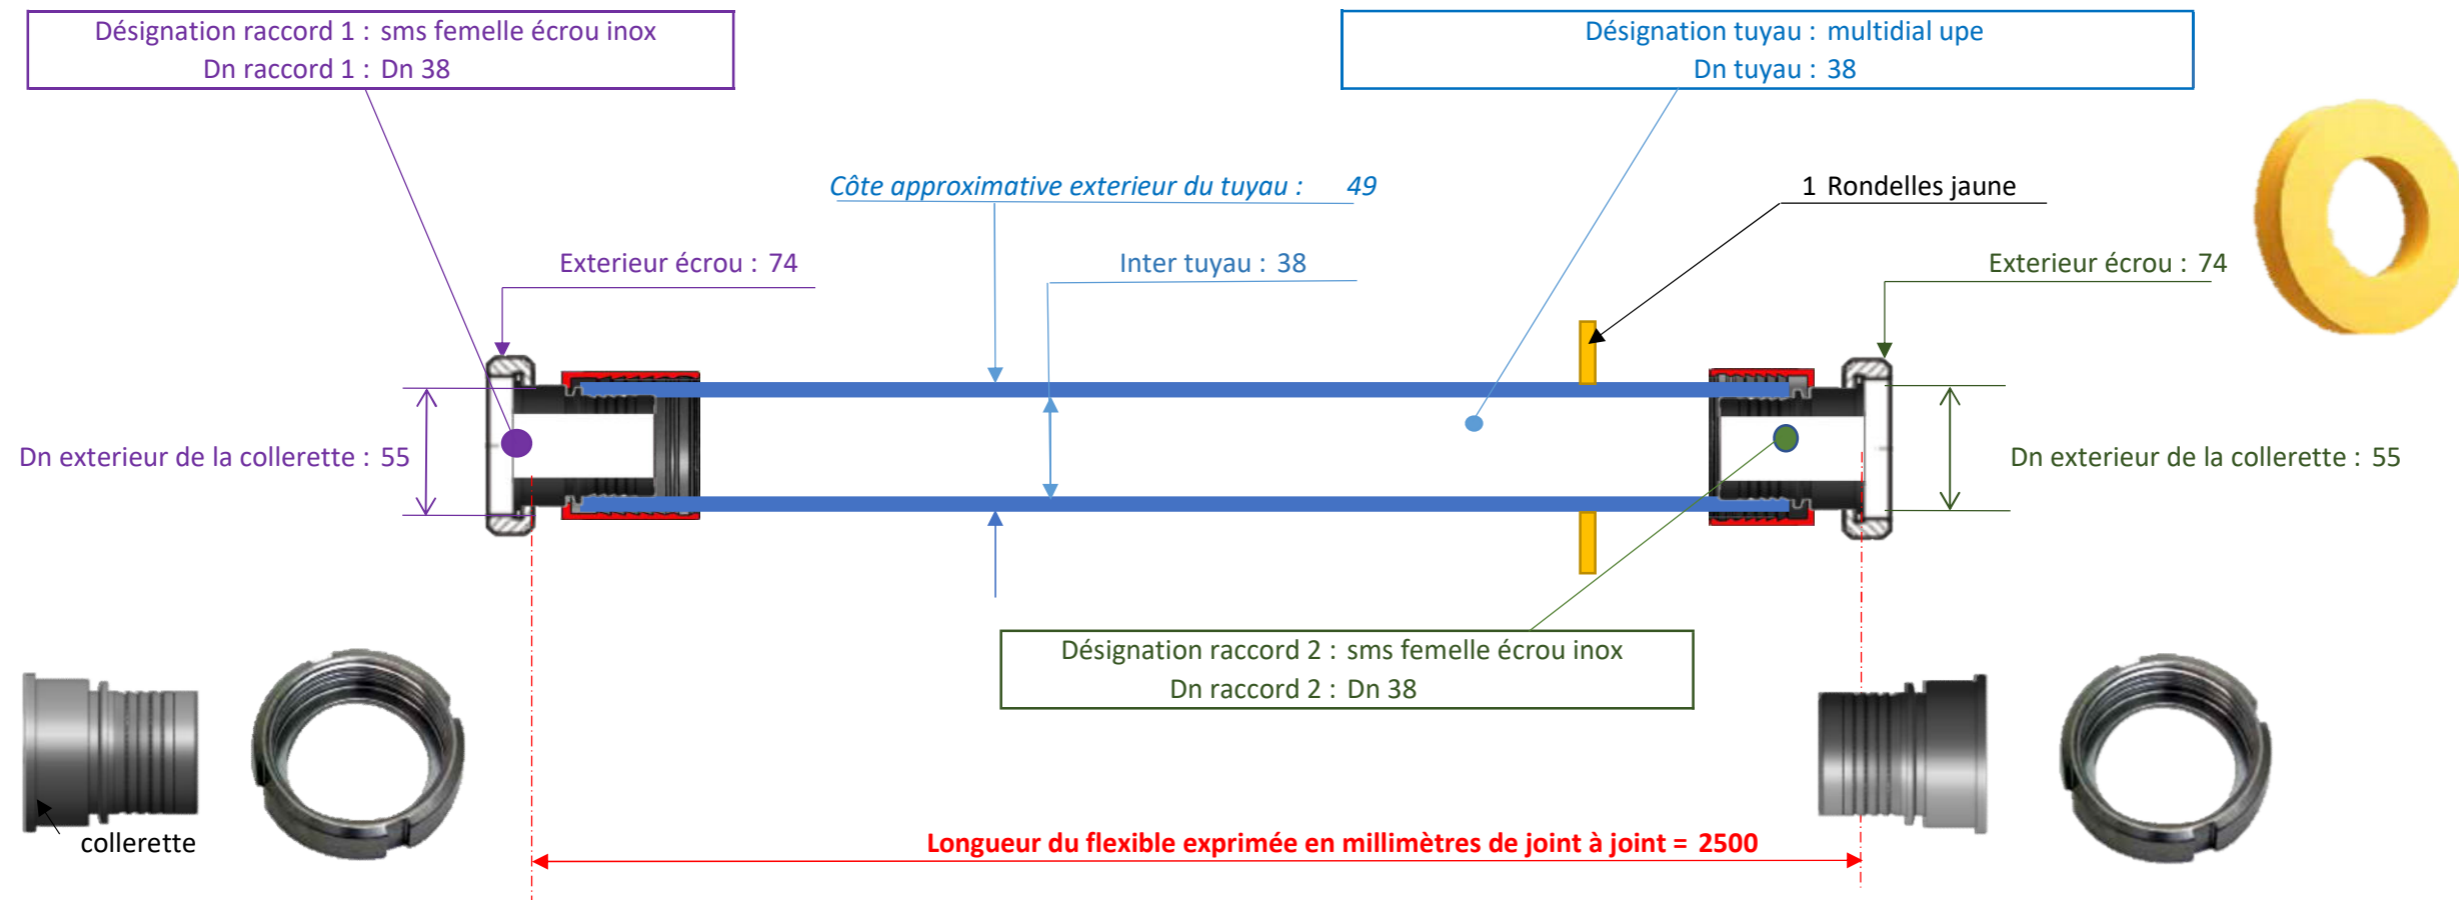 Désignation raccord 1 : sms femelle écrou inox
Dn raccord 1 : Dn 38
Désignation tuyau : multidial upe
Dn tuyau : 38
Côte approximative exterieur du tuyau : 49
1 Rondelles jaune
Exterieur écrou : 74
Inter tuyau : 38
Exterieur écrou : 74
Dn exterieur de la collerette : 55
Dn exterieur de la collerette : 55
Désignation raccord 2 : sms femelle écrou inox
Dn raccord 2 : Dn 38
collerette
Longueur du flexible exprimée en millimètres de joint à joint = 2500